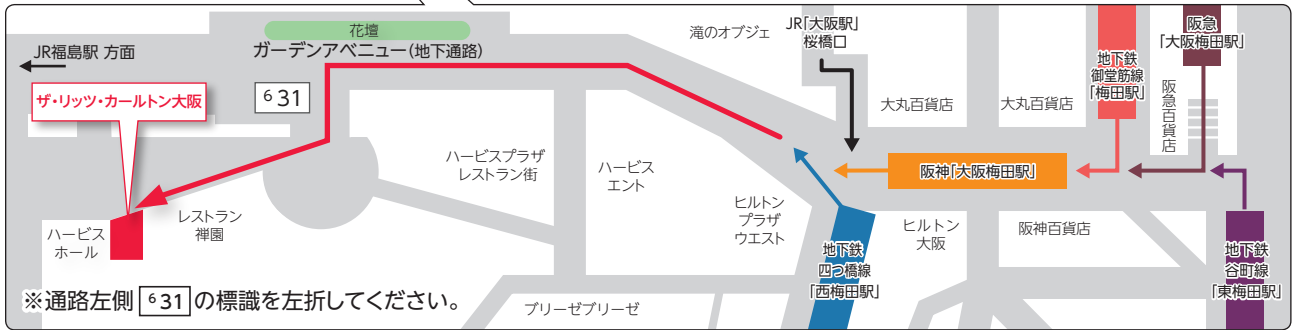 花壇
ガーデンアベニュー(地下通路)
JR福島駅 方面
ザ・リッツ・カールトン大阪
6 31
滝のオブジェ
JR「大阪駅」
桜橋口
大丸百貨店
大丸百貨店
地下鉄
御堂筋線
「梅田駅」
阪急
「大阪梅田駅」
阪急百貨店
ハービスプラザ
レストラン街
ハービス
エント
阪神「大阪梅田駅」
レストラン
禅園
ハービス
ホール
ヒルトン
プラザ
ウエスト
地下鉄
四つ橋線
「西梅田駅」
ヒルトン
大阪
阪神百貨店
地下鉄
谷町線
「東梅田駅」
ブリーゼブリーゼ
※通路左側 6 31 の標識を左折してください。